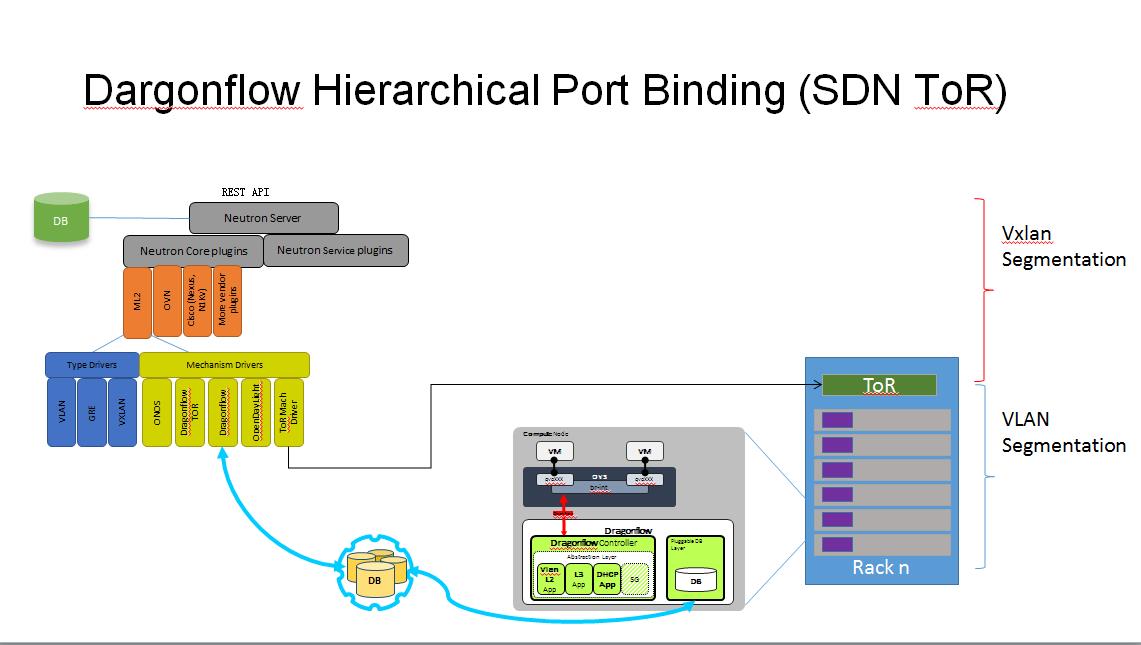 Dargonflow Hierarchical Port Binding (SDN ToR)
REST API
DB
Neutron Server
Neutron Core plugins
Neutron Service plugins
ML2
OVN
Cisco (Nexus,
N1Kv)
More vendor
plugins
Type Drivers
Mechanism Drivers
VLAN
GRE
VXLAN
ONOS
Dragonflow
TOR
Dragonflow
OpenDayLight
ToR Mach
Driver
DB
Compute Node
VM
VM
OVS
br-int
Dragonflow
Dragonflow Controller
Abstraction Layer
Vlan
L2
App
L3
App
DHCP
App
SG
Pluggable DB
Layer
DB
ToR
Rack n
Vxlan
Segmentation
VLAN
Segmentation